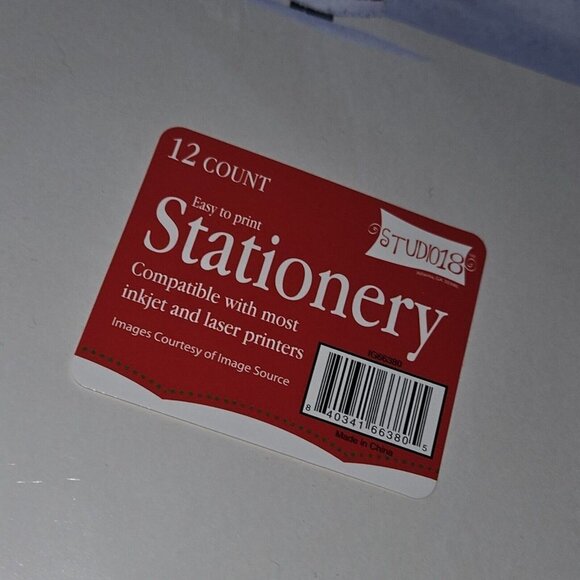 12 COUNT
Easy to print
Stationery
STUDIO18
Compatible with most
inkjet and laser printers
Images Courtesy of Image Source
IG66380
8 40341 66380 5
Made in China